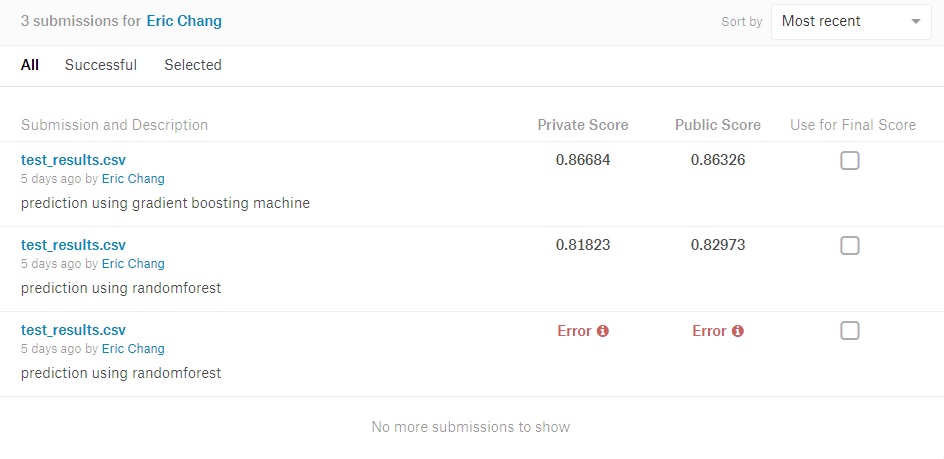 3 submissions for Eric Chang
Sort by Most recent
All Successful Selected
Submission and Description Private Score Public Score Use for Final Score
test_results.csv 0.86684 0.86326
5 days ago by Eric Chang
prediction using gradient boosting machine
test_results.csv 0.81823 0.82973
5 days ago by Eric Chang
prediction using randomforest
test_results.csv Error Error
5 days ago by Eric Chang
prediction using randomforest
No more submissions to show